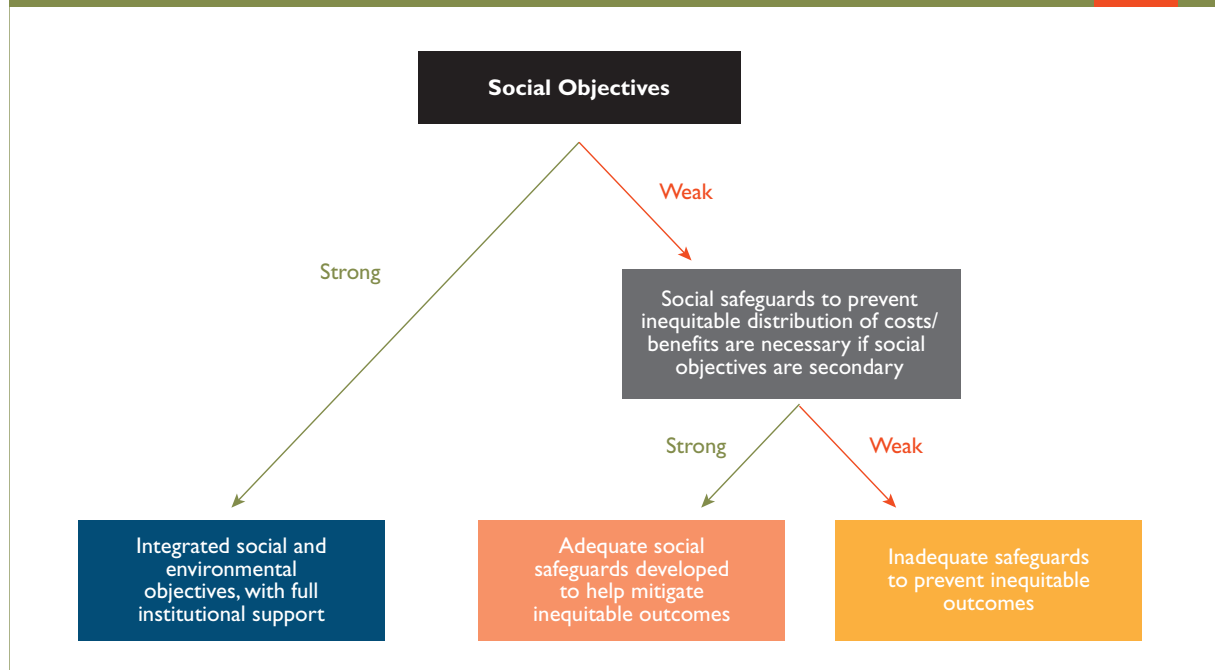 Social Objectives
Weak
Strong
Social safeguards to prevent
inequitable distribution of costs/
benefits are necessary if social
objectives are secondary
Strong
Weak
Integrated social and
environmental
objectives, with full
institutional support
Adequate social
safeguards developed
to help mitigate
inequitable outcomes
Inadequate safeguards
to prevent inequitable
outcomes